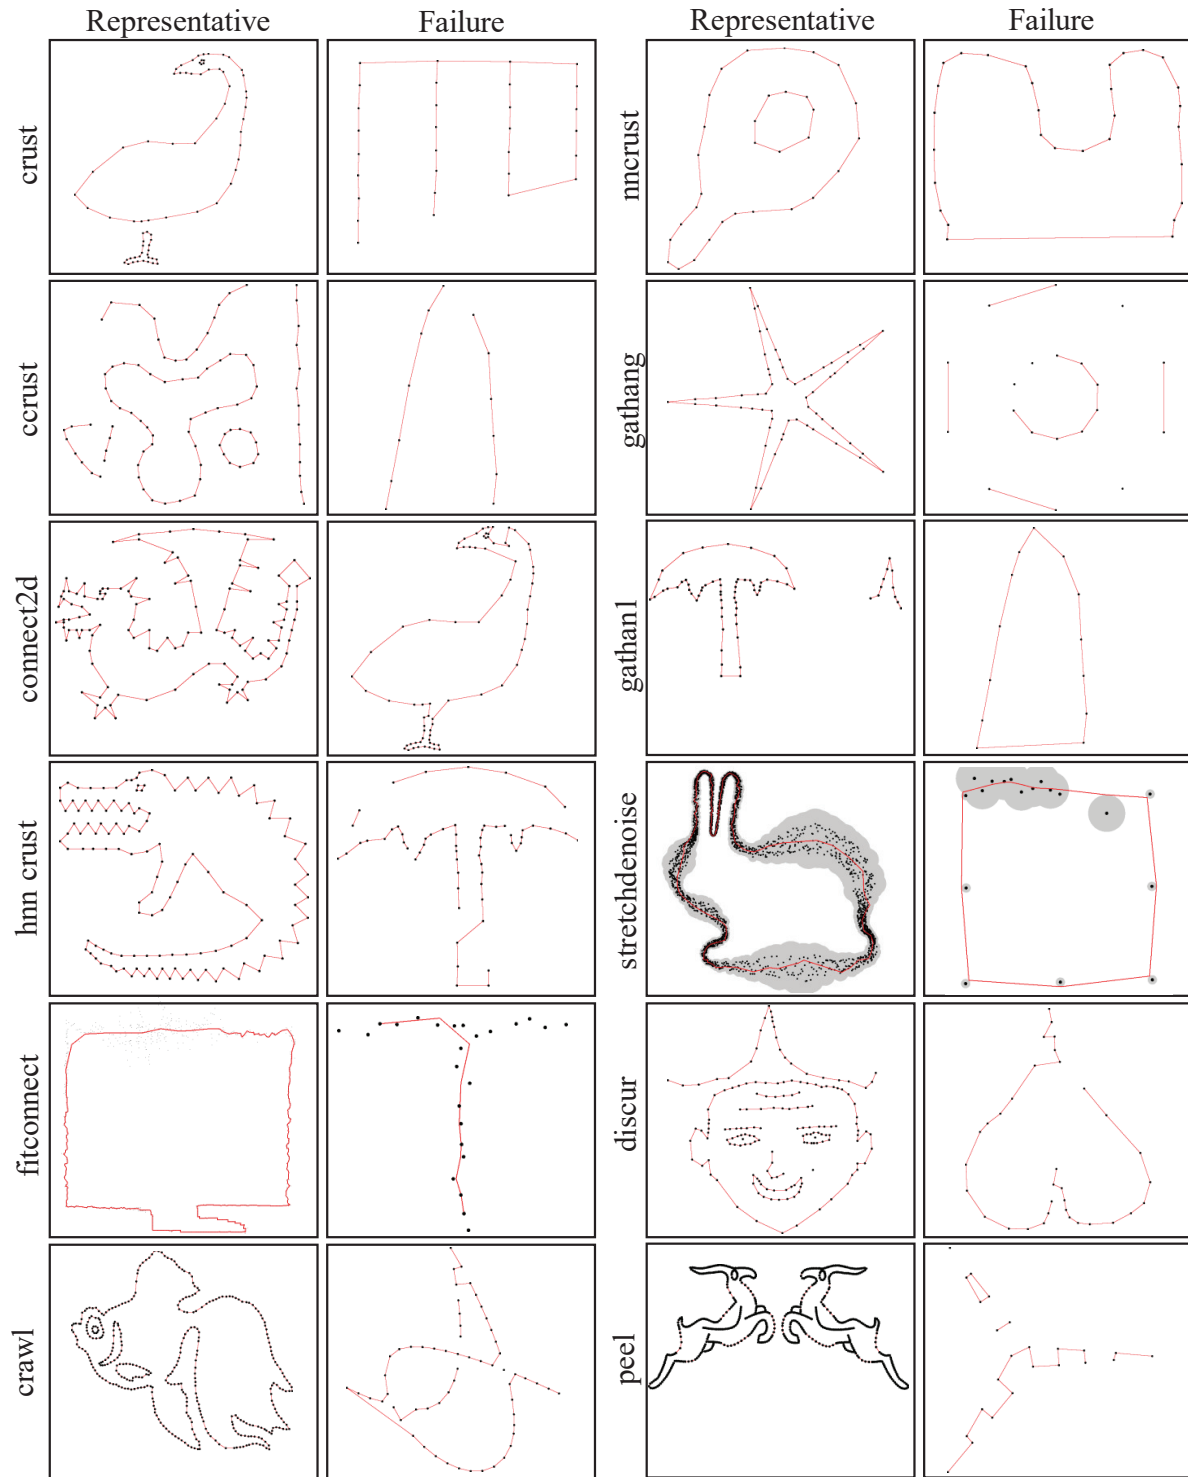 Representative Failure Representative Failure
crust nncrust
ccrust gathang
connect2d gathan1
hnn crust stretchdenoise
fitconnect discur
crawl peel